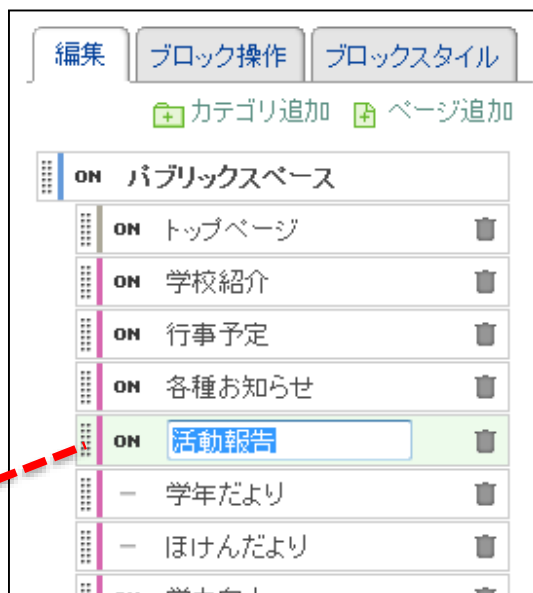 編集 ブロック操作 ブロックスタイル
カテゴリ追加 ページ追加
ON パブリックスペース
ON トップページ
ON 学校紹介
ON 行事予定
ON 各種お知らせ
ON 活動報告
― 学年だより
― ほけんだより